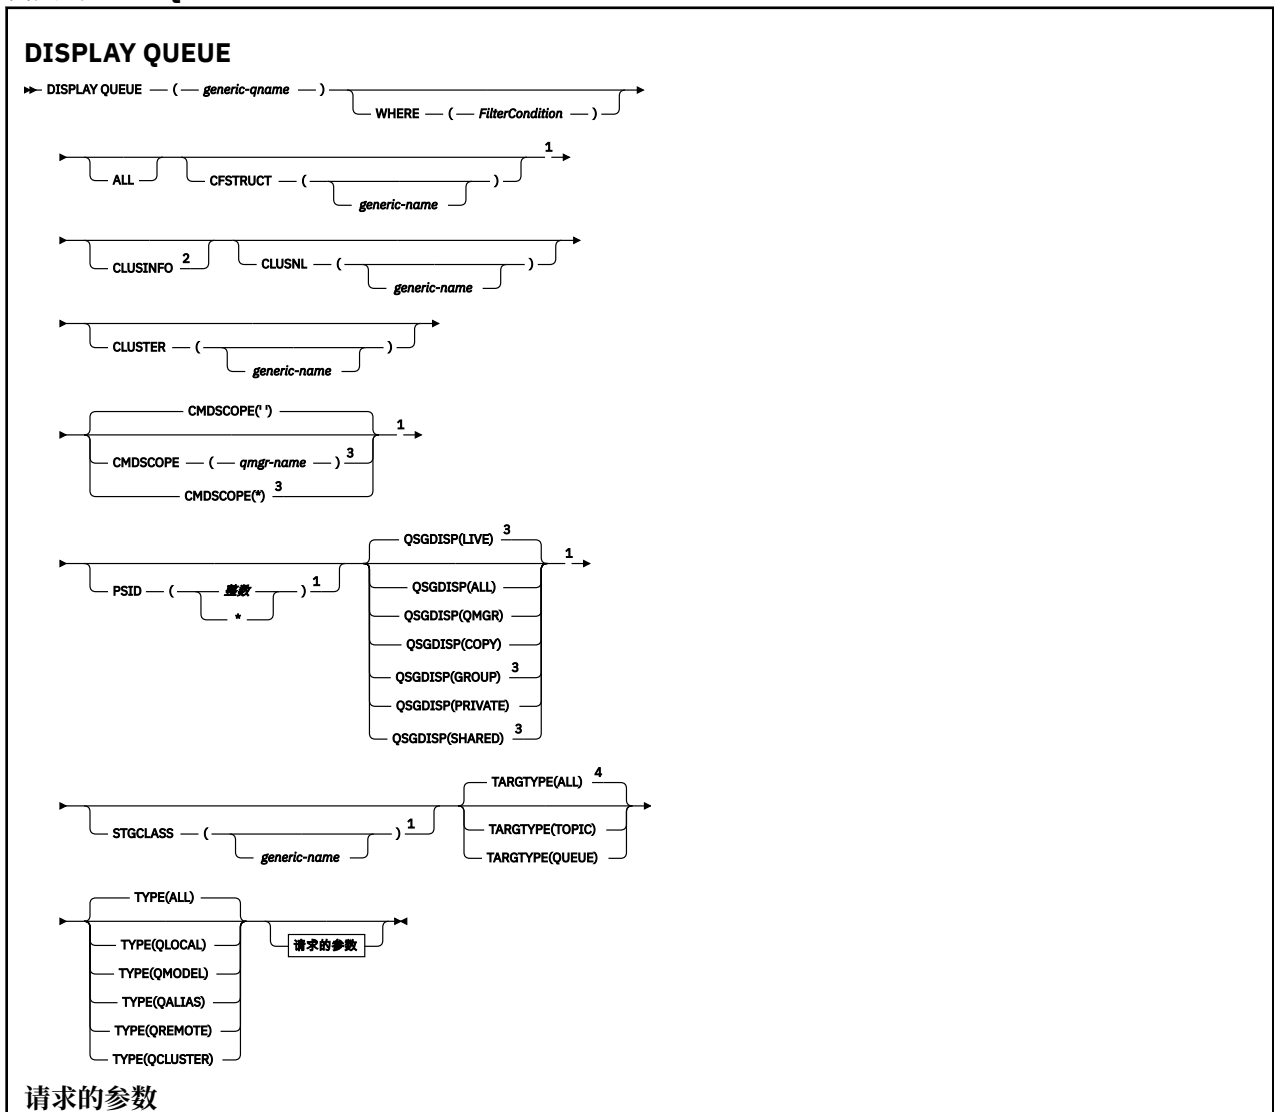 DISPLAY QUEUE
DISPLAY QUEUE ( generic-qname )
WHERE ( FilterCondition )
ALL CFSTRUCT ( generic-name ) 1
CLUSINFO 2 CLUSNL ( generic-name )
CLUSTER ( generic-name )
CMDSCOPE(' ')
CMDSCOPE ( qmgr-name ) 3 1
CMDSCOPE(*) 3
PSID ( 整数 * ) 1
QSGDISP(LIVE) 3 1
QSGDISP(ALL)
QSGDISP(QMGR)
QSGDISP(COPY)
QSGDISP(GROUP) 3
QSGDISP(PRIVATE)
QSGDISP(SHARED) 3
STGCLASS ( generic-name ) 1
TARGTYPE(ALL) 4
TARGTYPE(TOPIC)
TARGTYPE(QUEUE)
TYPE(ALL)
TYPE(QLOCAL)
TYPE(QMODEL)
TYPE(QALIAS)
TYPE(QREMOTE)
TYPE(QCLUSTER)
请求的参数
请求的参数